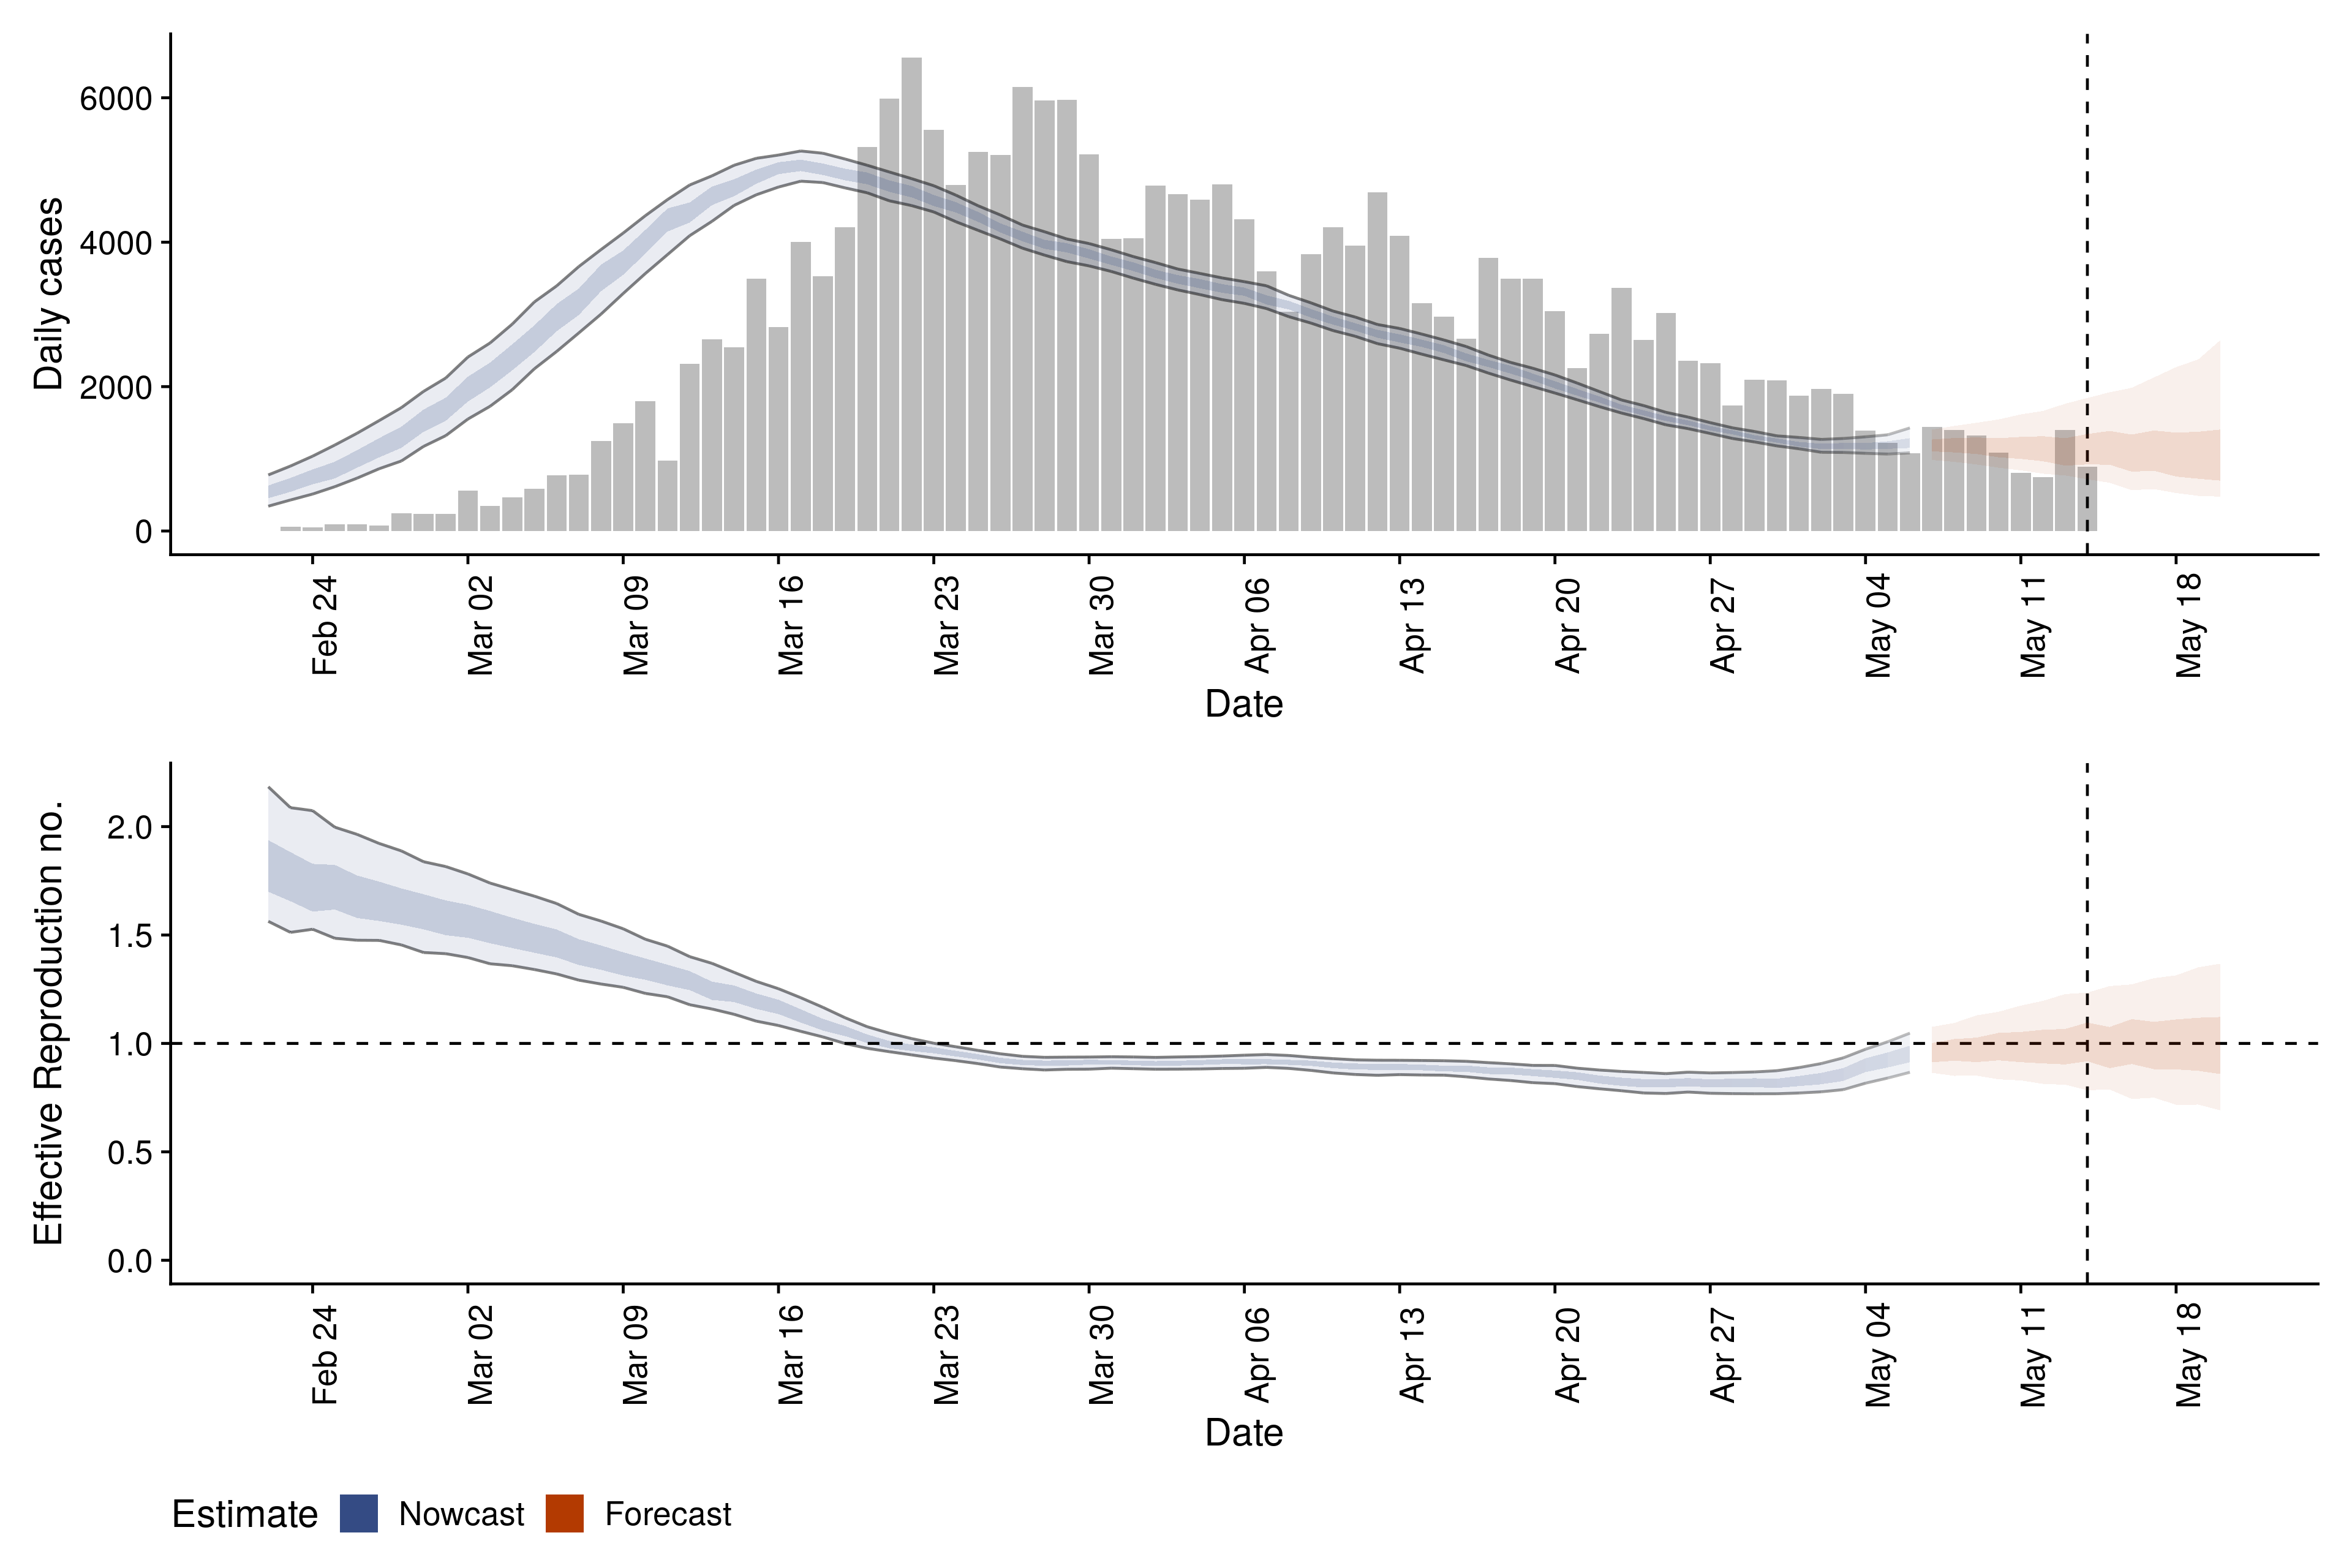 Daily cases
6000
4000
2000
0
Feb 24
Mar 02
Mar 09
Mar 16
Mar 23
Mar 30
Apr 06
Apr 13
Apr 20
Apr 27
May 04
May 11
May 18
Date
Effective Reproduction no.
2.0
1.5
1.0
0.5
0.0
Feb 24
Mar 02
Mar 09
Mar 16
Mar 23
Mar 30
Apr 06
Apr 13
Apr 20
Apr 27
May 04
May 11
May 18
Date
Estimate Nowcast Forecast